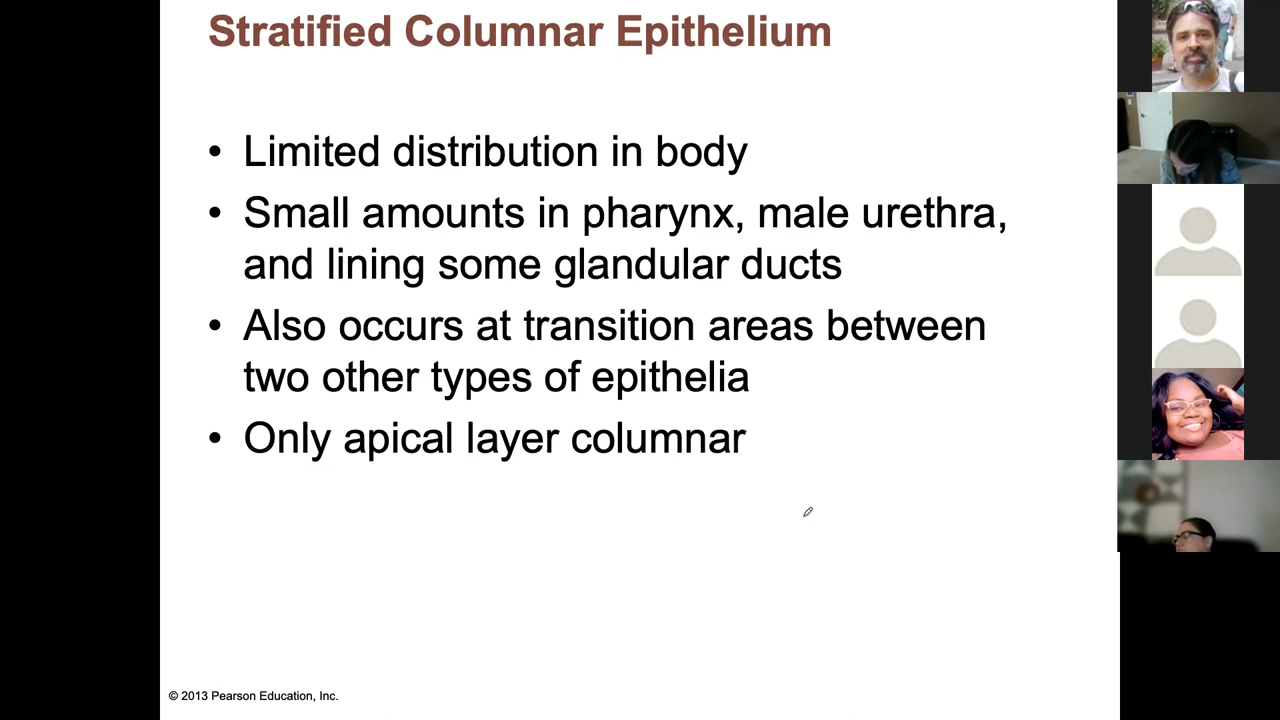 Stratified Columnar Epithelium
• Limited distribution in body
• Small amounts in pharynx, male urethra,
and lining some glandular ducts
• Also occurs at transition areas between
two other types of epithelia
• Only apical layer columnar
© 2013 Pearson Education, Inc.